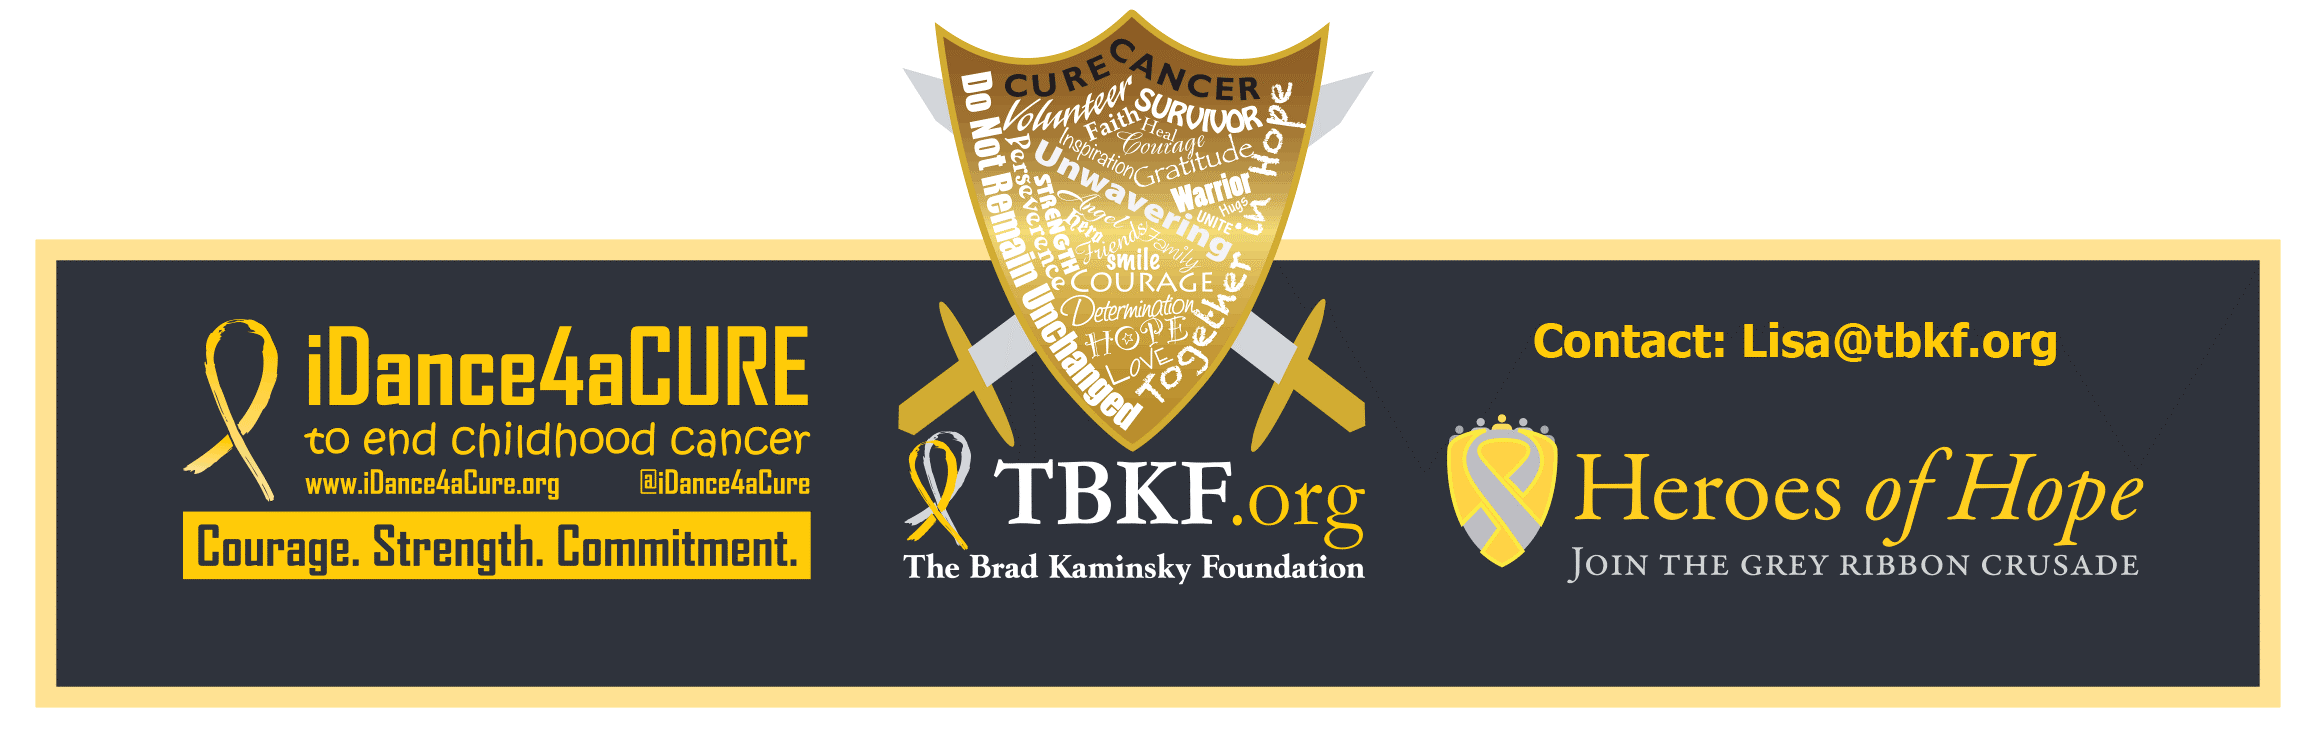 CURE CANCER
Do Not Remain Unchanged
Volunteer
Faith
SURVIVOR
Heal
Courage
Inspiration
Gratitude
Perseverence
Unwavering
STRENGTH
Warrior
Hugs
UNITE
Angel
hero
Friends
Family
smile
COURAGE
Determination
HOPE
LOVE
Together in Hope
iDance4aCURE
to end childhood cancer
www.iDance4aCure.org @iDance4aCure
Courage. Strength. Commitment.
TBKF.org
The Brad Kaminsky Foundation
Contact: Lisa@tbkf.org
Heroes of Hope
JOIN THE GREY RIBBON CRUSADE